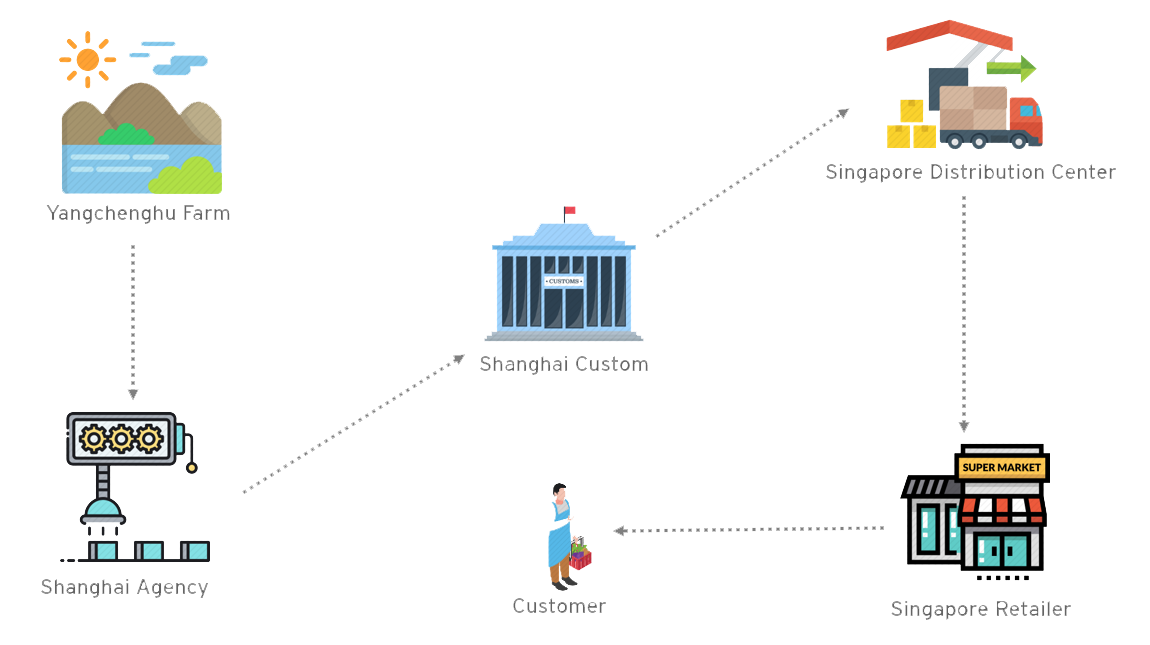 Yangchenghu Farm
Singapore Distribution Center
• CUSTOMS •
Shanghai Custom
Shanghai Agency
SUPER MARKET
Customer
Singapore Retailer